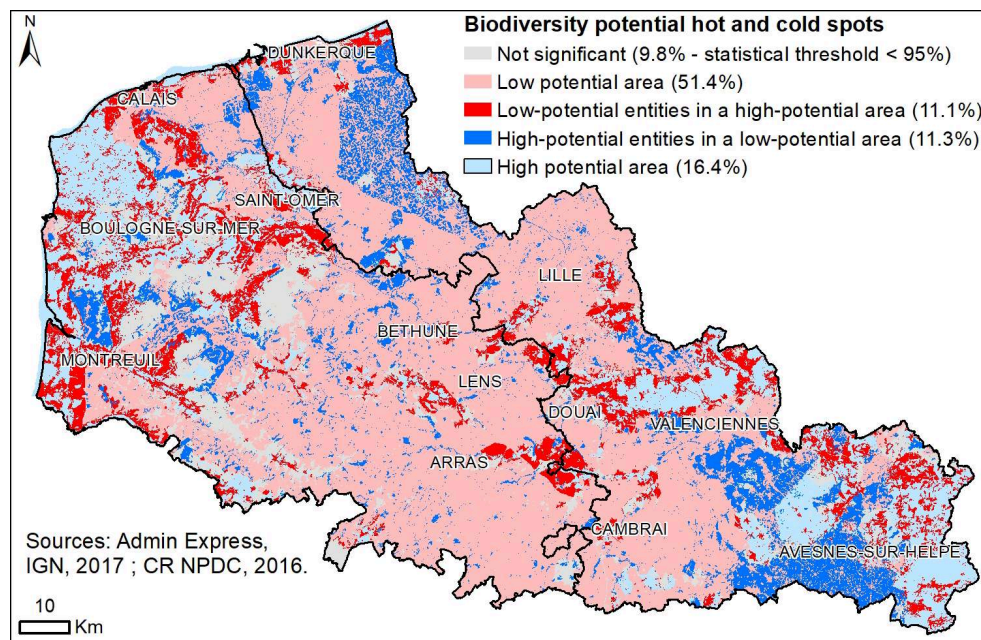 N
Biodiversity potential hot and cold spots
Not significant (9.8% - statistical threshold < 95%)
Low potential area (51.4%)
Low-potential entities in a high-potential area (11.1%)
High-potential entities in a low-potential area (11.3%)
High potential area (16.4%)
DUNKERQUE
CALAIS
SAINT-OMER
BOULOGNE-SUR-MER
LILLE
BETHUNE
MONTREUIL
LENS
DOUAI
VALENCIENNES
ARRAS
CAMBRAI
AVESNES-SUR-HELPE
Sources: Admin Express,
IGN, 2017 ; CR NPDC, 2016.
10
Km